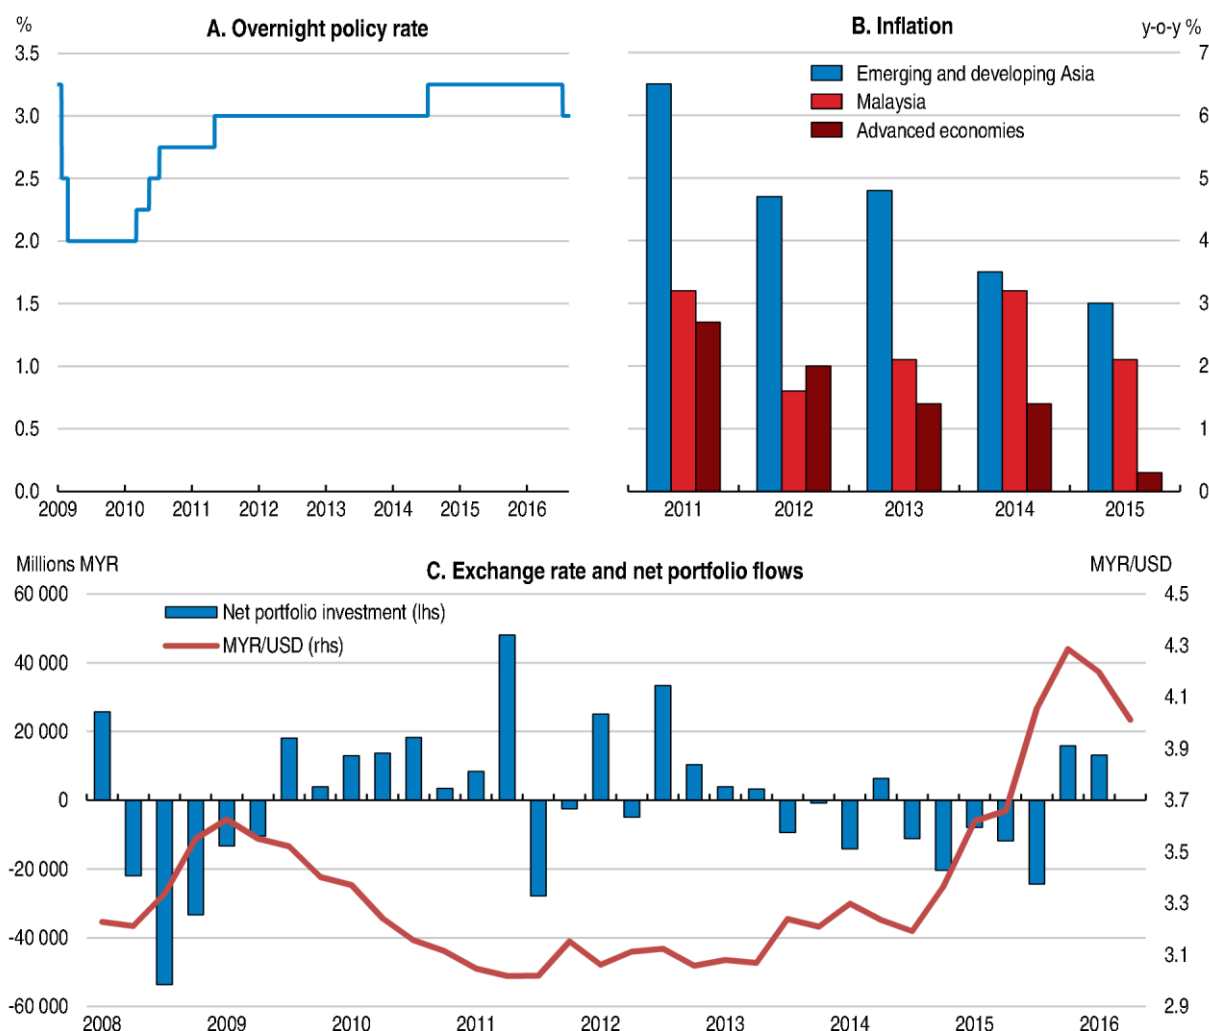 A. Overnight policy rate
%
3.5
3.0
2.5
2.0
1.5
1.0
0.5
0.0
2009 2010 2011 2012 2013 2014 2015 2016
B. Inflation
y-o-y %
Emerging and developing Asia
Malaysia
Advanced economies
7
6
5
4
3
2
1
0
2011 2012 2013 2014 2015
C. Exchange rate and net portfolio flows
Millions MYR
MYR/USD
Net portfolio investment (lhs)
MYR/USD (rhs)
60 000
40 000
20 000
0
-20 000
-40 000
-60 000
4.5
4.3
4.1
3.9
3.7
3.5
3.3
3.1
2.9
2008 2009 2010 2011 2012 2013 2014 2015 2016